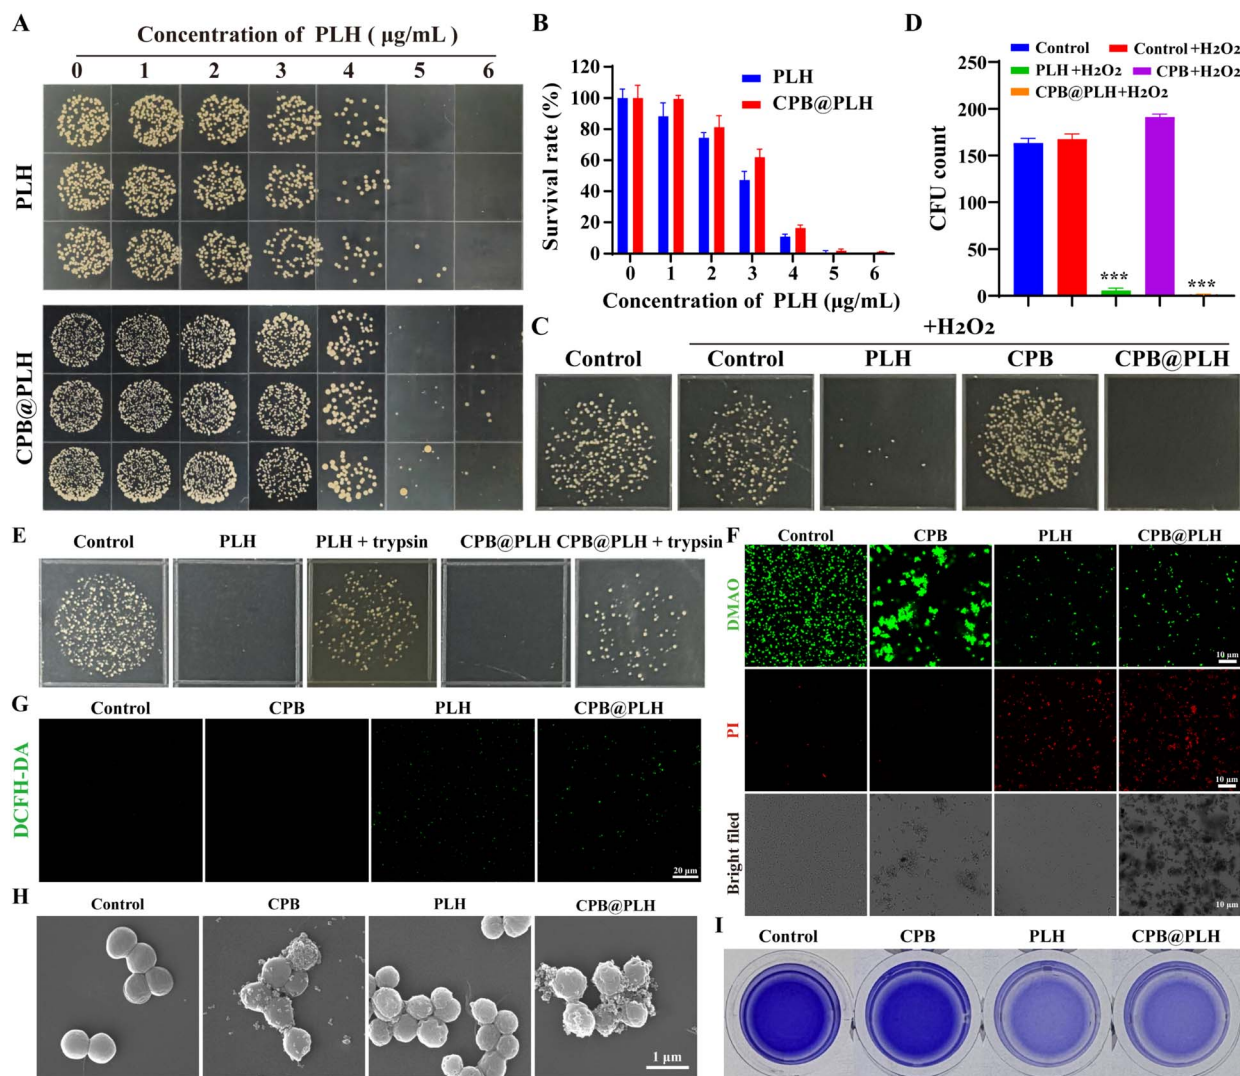 A
Concentration of PLH ( μg/mL )
0 1 2 3 4 5 6
PLH
CPB@PLH
B
Survival rate (%)
120
100
80
60
40
20
0
PLH
CPB@PLH
0 1 2 3 4 5 6
Concentration of PLH (μg/mL)
D
Control Control+H2O2
PLH+H2O2 CPB+H2O2
CPB@PLH+H2O2
CFU count
250
200
150
100
50
0
*** ***
C
+H2O2
Control Control PLH CPB CPB@PLH
E
Control PLH PLH + trypsin CPB@PLH CPB@PLH + trypsin
F
Control CPB PLH CPB@PLH
DMAO
10 μm
PI
10 μm
Bright filed
10 μm
G
Control CPB PLH CPB@PLH
DCFH-DA
20 μm
H
Control CPB PLH CPB@PLH
1 μm
I
Control CPB PLH CPB@PLH